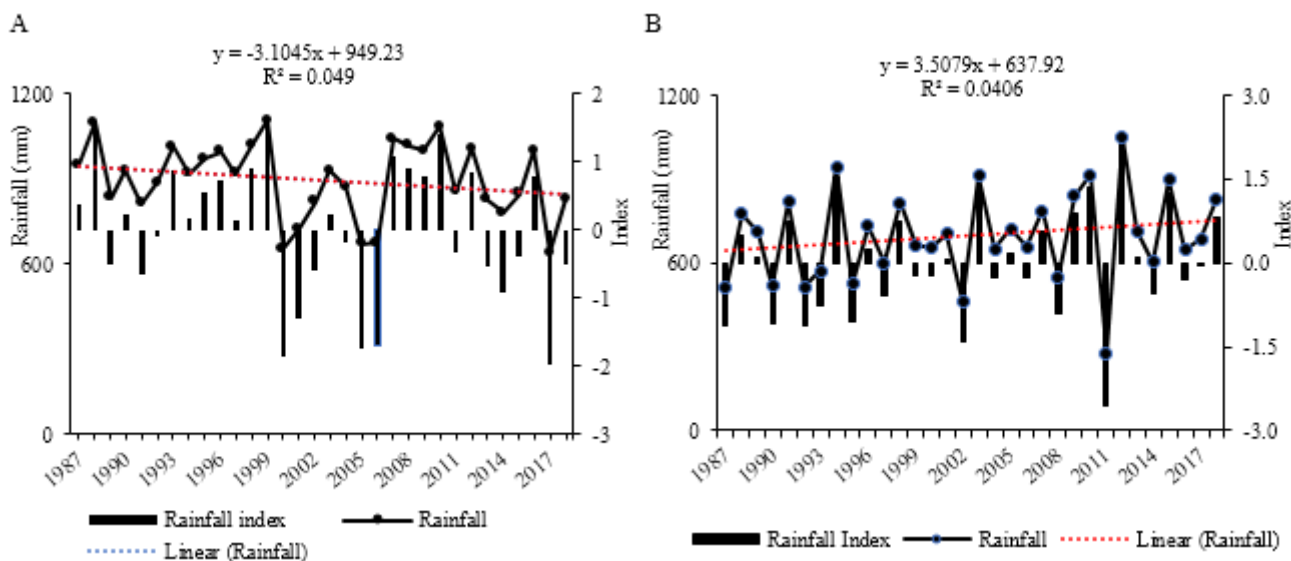 A
y = -3.1045x + 949.23
R² = 0.049
Rainfall (mm)
1200
600
0
2
1
0
-1
-2
-3
Index
1987 1990 1993 1996 1999 2002 2005 2008 2011 2014 2017
Rainfall index Rainfall
Linear (Rainfall)
B
y = 3.5079x + 637.92
R² = 0.0406
Rainfall (mm)
1200
600
0
3.0
1.5
0.0
-1.5
-3.0
Index
1987 1990 1993 1996 1999 2002 2005 2008 2011 2014 2017
Rainfall Index Rainfall Linear (Rainfall)